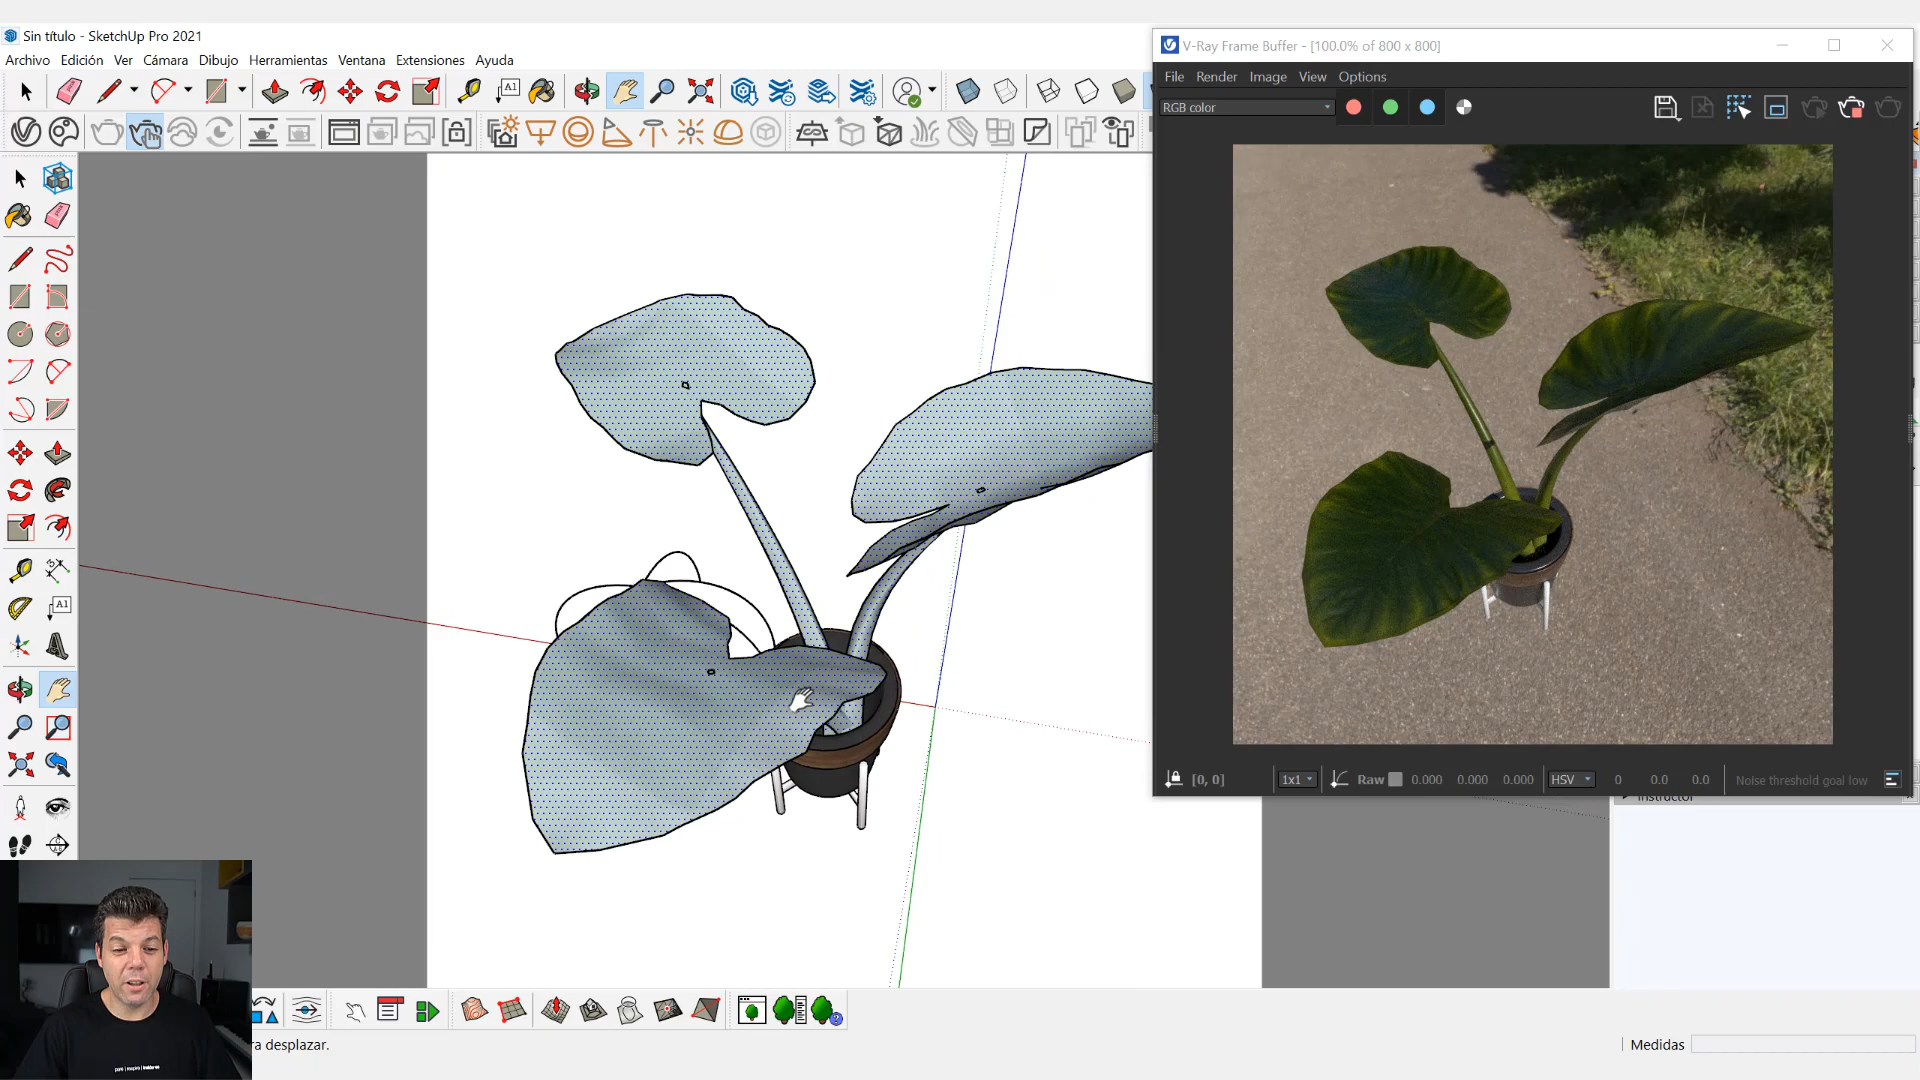 Sin título - SketchUp Pro 2021
Archivo Edición Ver Cámara Dibujo Herramientas Ventana Extensiones Ayuda
V-Ray Frame Buffer - [100.0% of 800 x 800]
File Render Image View Options
RGB color
[0, 0] 1x1 Raw 0.000 0.000 0.000 HSV 0 0.0 0.0 Noise threshold goal low
Instructor
ra desplazar.
Medidas